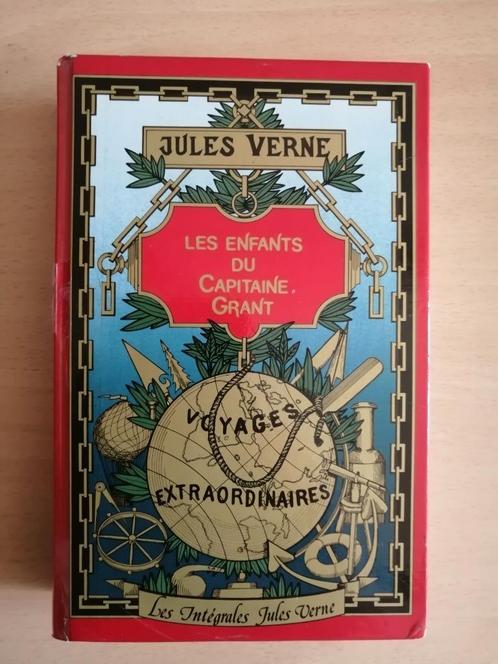 JULES VERNE
LES ENFANTS
DU
CAPITAINE.
GRANT
VOYAGES
EXTRAORDINAIRES
Les Intégrales Jules Verne